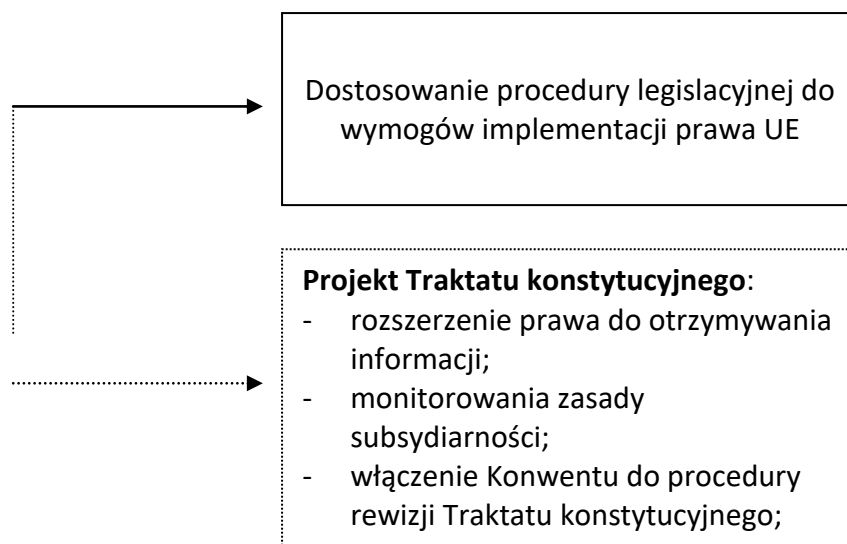 Dostosowanie procedury legislacyjnej do
wymogów implementacji prawa UE
Projekt Traktatu konstytucyjnego:
- rozszerzenie prawa do otrzymywania
informacji;
- monitorowania zasady
subsydiarności;
- włączenie Konwentu do procedury
rewizji Traktatu konstytucyjnego;